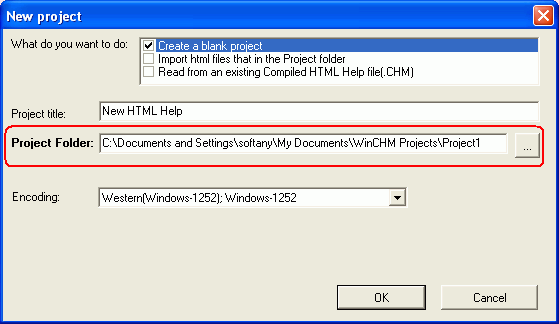 New project
What do you want to do:
Create a blank project
Import html files that in the Project folder
Read from an existing Compiled HTML Help file(.CHM)
Project title: New HTML Help
Project Folder: C:\Documents and Settings\softany\My Documents\WinCHM Projects\Project1 ...
Encoding: Western(Windows-1252); Windows-1252
OK Cancel